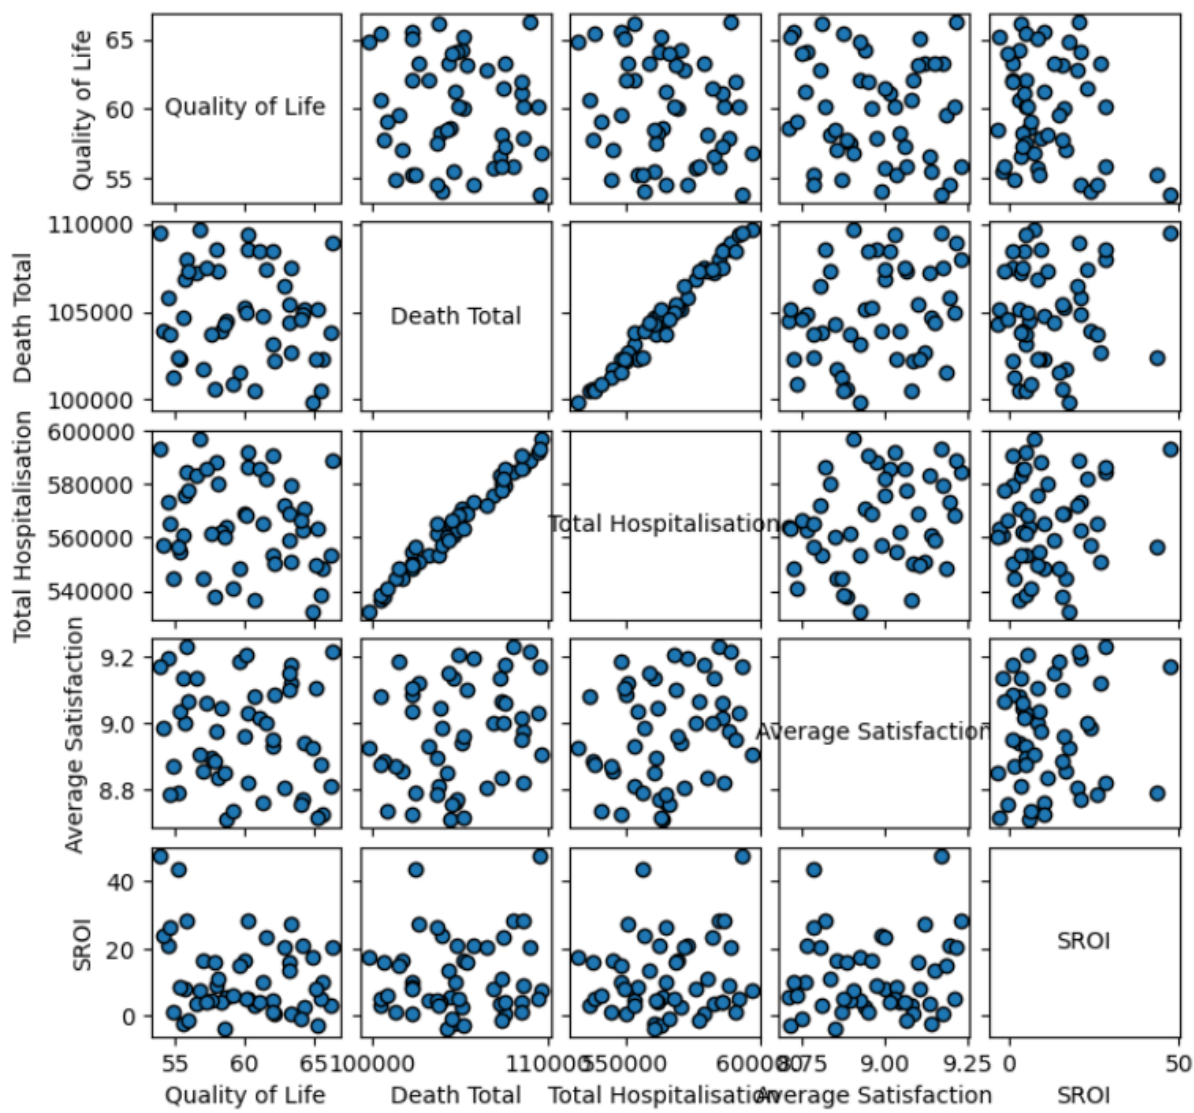 Quality of Life
65
60
55
Quality of Life
Death Total
110000
105000
100000
Death Total
Total Hospitalisation
600000
580000
560000
540000
Total Hospitalisation
Average Satisfaction
9.2
9.0
8.8
Average Satisfaction
SROI
40
20
0
SROI
55 60 65 100000 110000 550000 600000 8.75 9.00 9.25 0 50
Quality of Life Death Total Total Hospitalisation Average Satisfaction SROI